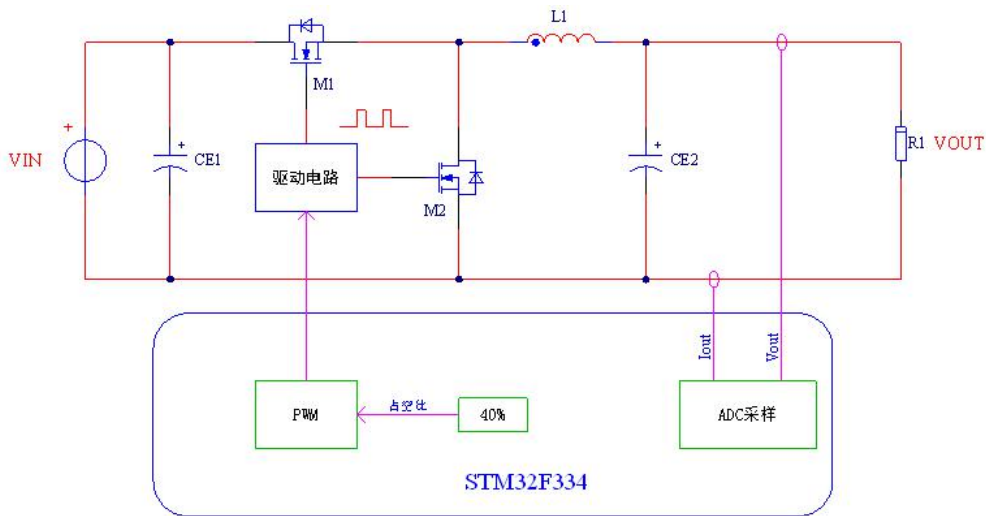 L1
+
M1
VIN
+
CE1
驱动电路
M2
+
CE2
R1
VOUT
Iout
Vout
PWM
占空比
40%
ADC采样
STM32F334